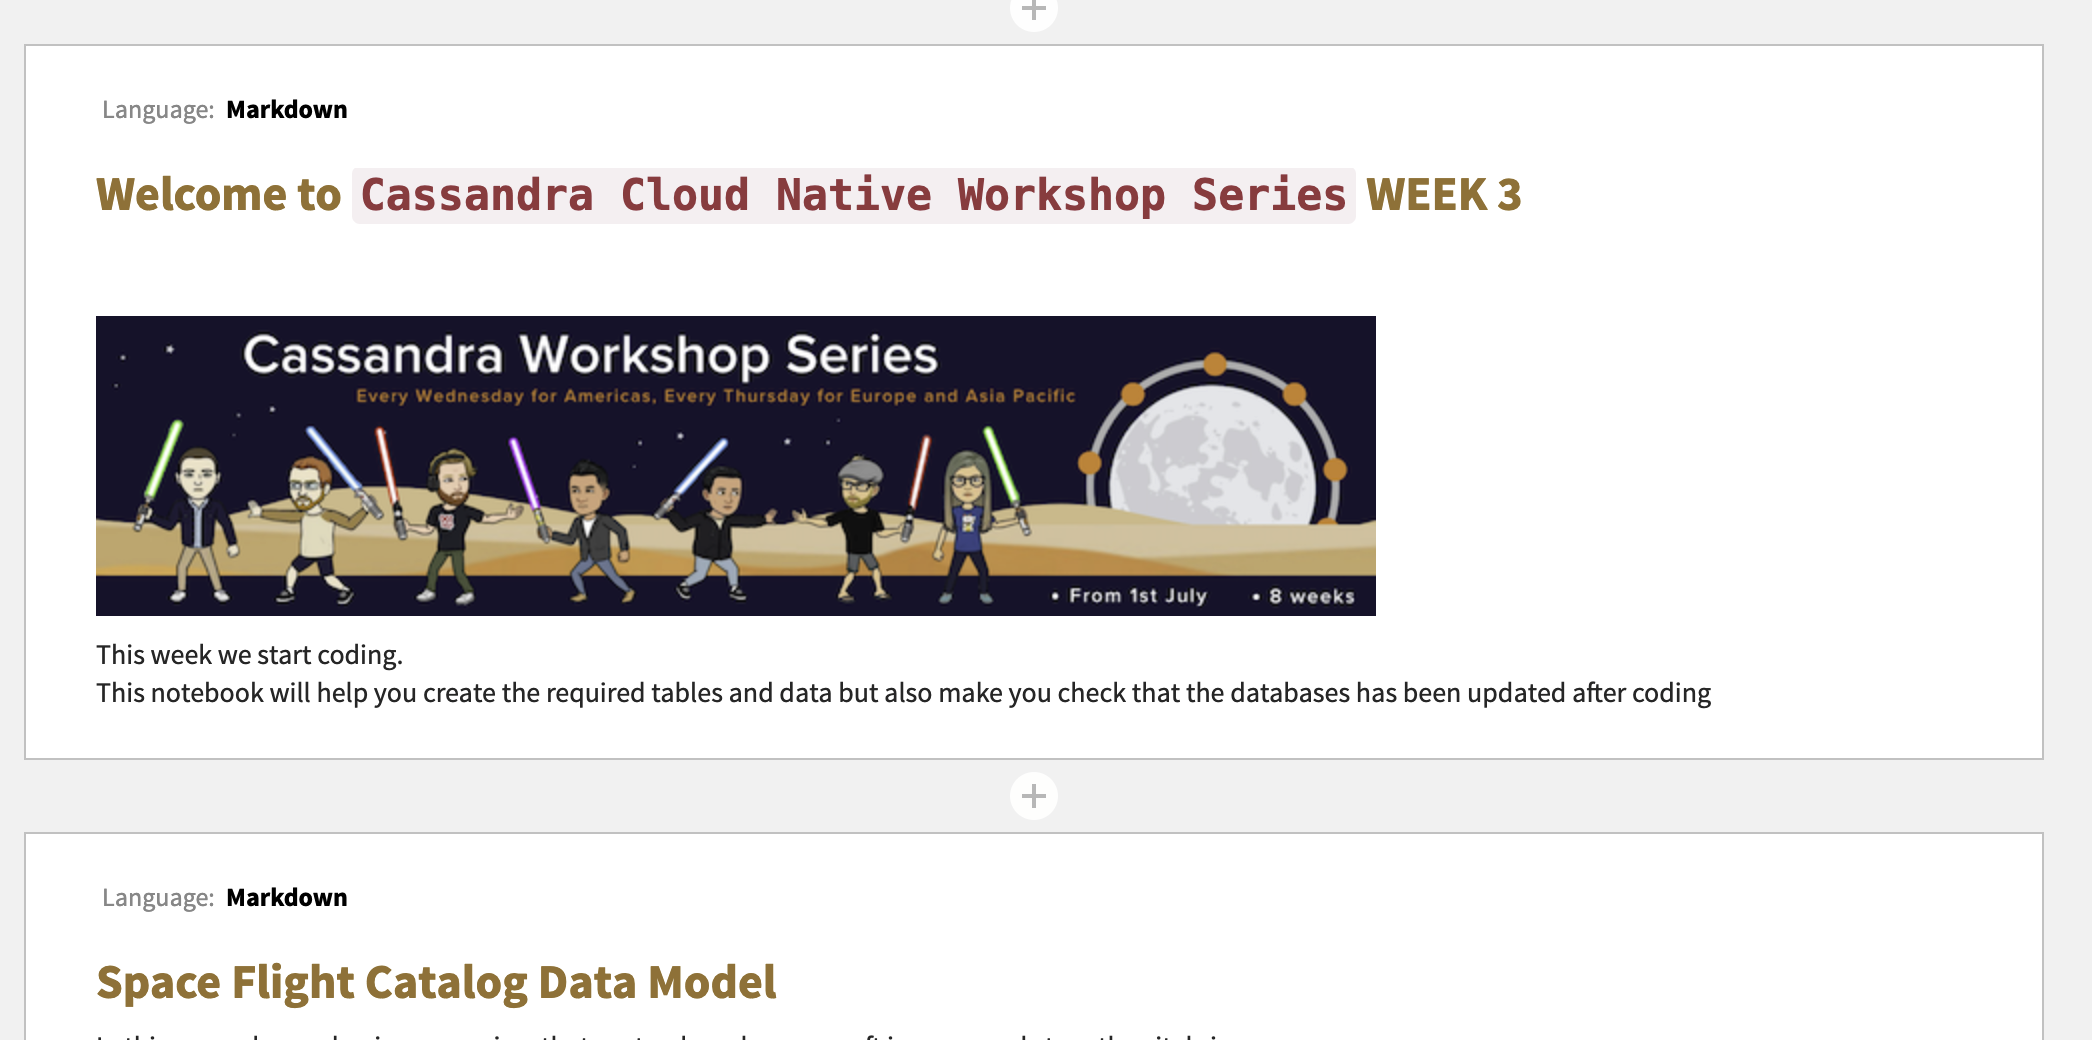 Language: Markdown
Welcome to Cassandra Cloud Native Workshop Series WEEK 3
Cassandra Workshop Series
Every Wednesday for Americas, Every Thursday for Europe and Asia Pacific
• From 1st July • 8 weeks
This week we start coding.
This notebook will help you create the required tables and data but also make you check that the databases has been updated after coding
Language: Markdown
Space Flight Catalog Data Model